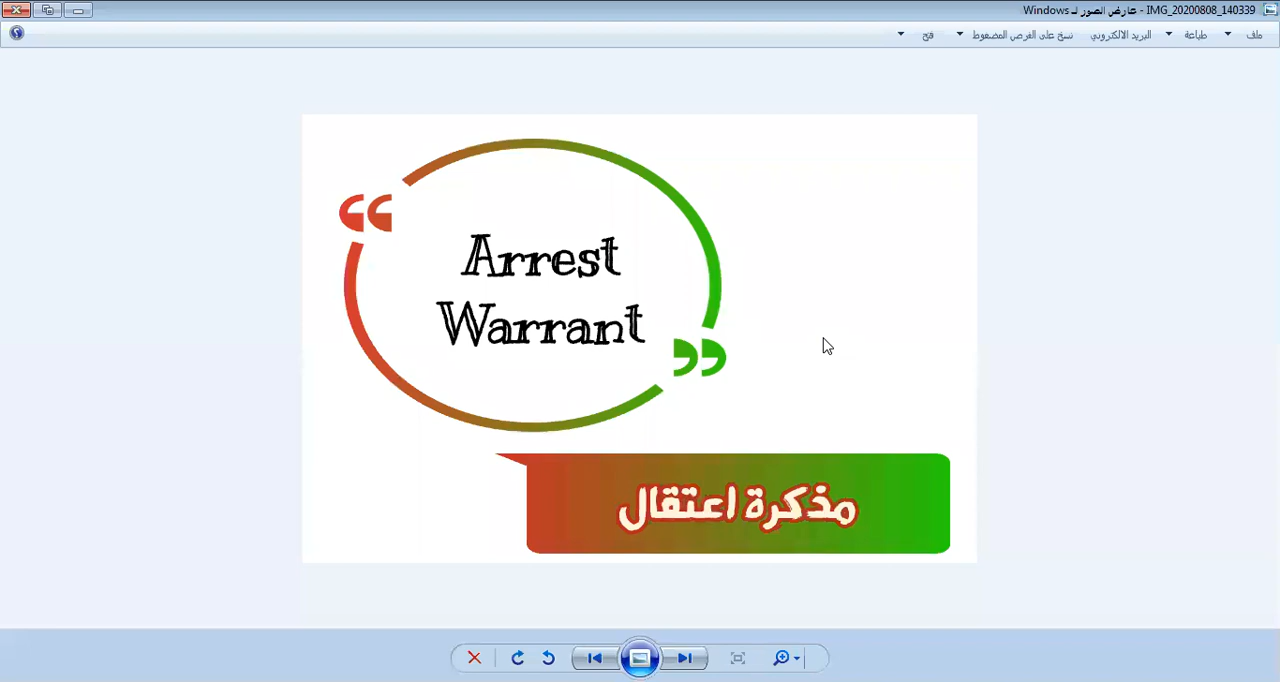 IMG_20200808_140339 - عارض الصور لـ Windows
ملف طباعة البريد الالكتروني نسخ على القرص المضغوط فتح
Arrest
Warrant
مذكرة اعتقال